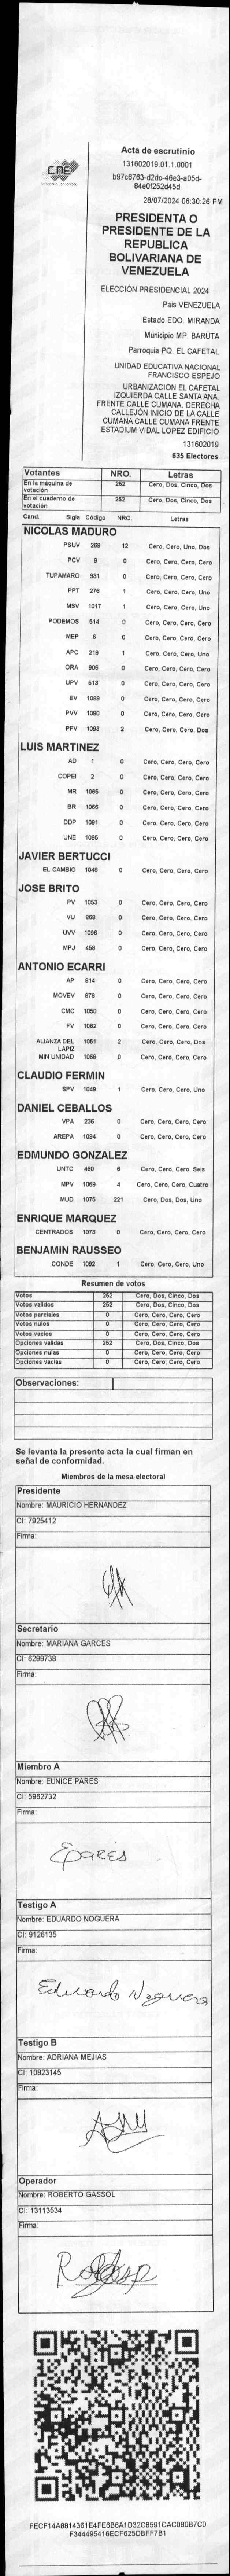 CNE
Acta de escrutinio
131602019.01.1.0001
b97c6763-d2dc-46e3-a05d-
84e0f252d45d
28/07/2024 06:30:26 PM
PRESIDENTA O
PRESIDENTE DE LA
REPUBLICA
BOLIVARIANA DE
VENEZUELA
ELECCIÓN PRESIDENCIAL 2024
Pais VENEZUELA
Estado EDO. MIRANDA
Municipio MP. BARUTA
Parroquia PQ. EL CAFETAL
UNIDAD EDUCATIVA NACIONAL
FRANCISCO ESPEJO
URBANIZACIÓN EL CAFETAL
IZQUIERDA CALLE SANTA ANA.
FRENTE CALLE CUMANA. DERECHA
CALLEJÓN INICIO DE LA CALLE
CUMANA CALLE CUMANA FRENTE
ESTADIUM VIDAL LOPEZ EDIFICIO
131602019
635 Electores
Votantes NRO. Letras
En la máquina de votación 252 Cero, Dos, Cinco, Dos
En el cuaderno de votación 252 Cero, Dos, Cinco, Dos
Cand. Sigla Código NRO. Letras
NICOLAS MADURO
PSUV 269 12 Cero, Cero, Uno, Dos
PCV 9 0 Cero, Cero, Cero, Cero
TUPAMARO 931 0 Cero, Cero, Cero, Cero
PPT 276 1 Cero, Cero, Cero, Uno
MSV 1017 1 Cero, Cero, Cero, Uno
PODEMOS 514 0 Cero, Cero, Cero, Cero
MEP 6 0 Cero, Cero, Cero, Cero
APC 219 1 Cero, Cero, Cero, Uno
ORA 906 0 Cero, Cero, Cero, Cero
UPV 513 0 Cero, Cero, Cero, Cero
EV 1089 0 Cero, Cero, Cero, Cero
PVV 1090 0 Cero, Cero, Cero, Cero
PFV 1093 2 Cero, Cero, Cero, Dos
LUIS MARTINEZ
AD 1 0 Cero, Cero, Cero, Cero
COPEI 2 0 Cero, Cero, Cero, Cero
MR 1065 0 Cero, Cero, Cero, Cero
BR 1066 0 Cero, Cero, Cero, Cero
DDP 1091 0 Cero, Cero, Cero, Cero
UNE 1095 0 Cero, Cero, Cero, Cero
JAVIER BERTUCCI
EL CAMBIO 1048 0 Cero, Cero, Cero, Cero
JOSE BRITO
PV 1053 0 Cero, Cero, Cero, Cero
VU 868 0 Cero, Cero, Cero, Cero
UVV 1096 0 Cero, Cero, Cero, Cero
MPJ 456 0 Cero, Cero, Cero, Cero
ANTONIO ECARRI
AP 814 0 Cero, Cero, Cero, Cero
MOVEV 878 0 Cero, Cero, Cero, Cero
CMC 1050 0 Cero, Cero, Cero, Cero
FV 1062 0 Cero, Cero, Cero, Cero
ALIANZA DEL LAPIZ 1051 2 Cero, Cero, Cero, Dos
MIN UNIDAD 1068 0 Cero, Cero, Cero, Cero
CLAUDIO FERMIN
SPV 1049 1 Cero, Cero, Cero, Uno
DANIEL CEBALLOS
VPA 236 0 Cero, Cero, Cero, Cero
AREPA 1094 0 Cero, Cero, Cero, Cero
EDMUNDO GONZALEZ
UNTC 460 6 Cero, Cero, Cero, Seis
MPV 1069 4 Cero, Cero, Cero, Cuatro
MUD 1075 221 Cero, Dos, Dos, Uno
ENRIQUE MARQUEZ
CENTRADOS 1073 0 Cero, Cero, Cero, Cero
BENJAMIN RAUSSEO
CONDE 1092 1 Cero, Cero, Cero, Uno
Resumen de votos
Votos 252 Cero, Dos, Cinco, Dos
Votos validos 252 Cero, Dos, Cinco, Dos
Votos parciales 0 Cero, Cero, Cero, Cero
Votos nulos 0 Cero, Cero, Cero, Cero
Votos vacios 0 Cero, Cero, Cero, Cero
Opciones validas 252 Cero, Dos, Cinco, Dos
Opciones nulas 0 Cero, Cero, Cero, Cero
Opciones vacias 0 Cero, Cero, Cero, Cero
Observaciones:
Se levanta la presente acta la cual firman en
señal de conformidad.
Miembros de la mesa electoral
Presidente
Nombre: MAURICIO HERNANDEZ
CI: 7925412
Firma:
Secretario
Nombre: MARIANA GARCES
CI: 6299738
Firma:
Miembro A
Nombre: EUNICE PARES
CI: 5962732
Firma:
EPARES
Testigo A
Nombre: EDUARDO NOGUERA
CI: 9126135
Firma:
Eduardo Noguera
Testigo B
Nombre: ADRIANA MEJIAS
CI: 10823145
Firma:
Operador
Nombre: ROBERTO GASSOL
CI: 13113534
Firma:
FECF14A8814361E4FE6B6A1D32C8591CAC080B7C0
F344495416ECF625DBFF7B1